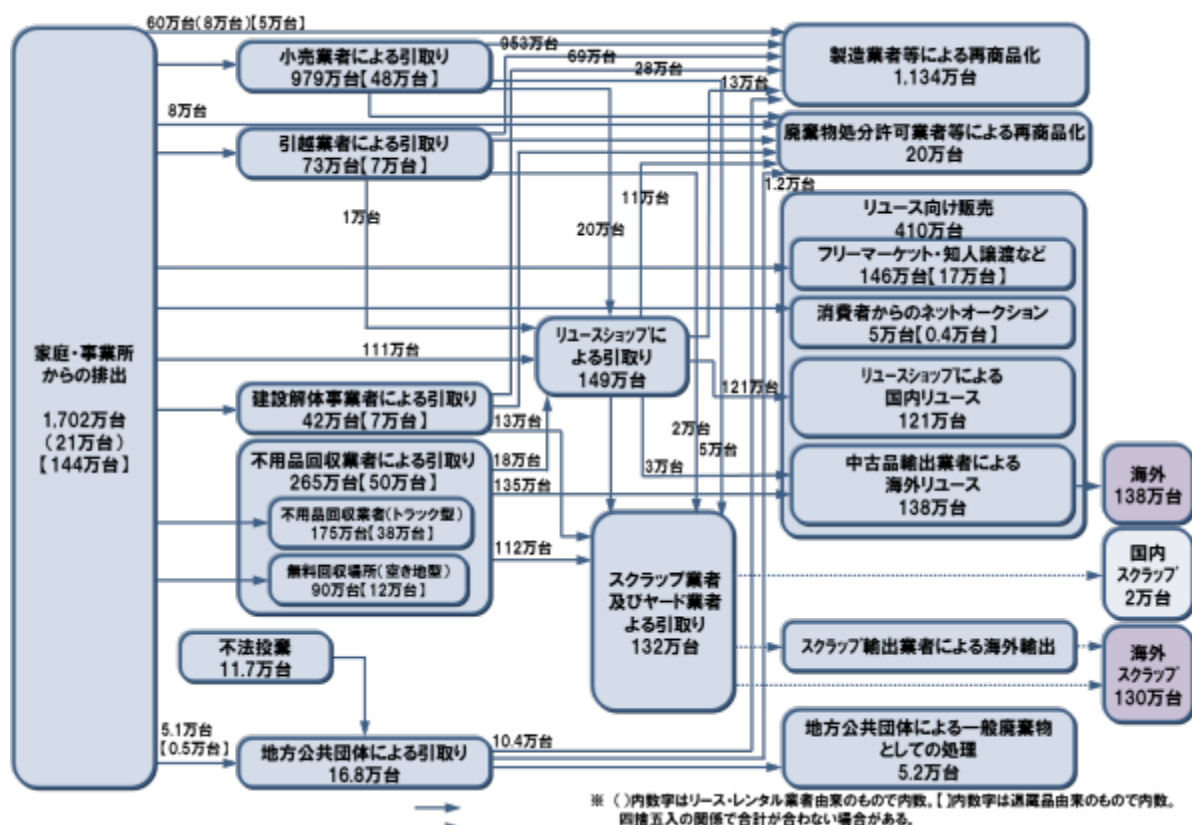 60万台(8万台)【5万台】
家庭・事業所
からの排出
1,702万台
(21万台)
【144万台】
小売業者による引取り
979万台【48万台】
953万台
69万台
28万台
13万台
製造業者等による再商品化
1,134万台
8万台
引越業者による引取り
73万台【7万台】
廃棄物処分許可業者等による再商品化
20万台
1.2万台
11万台
1万台
20万台
リユース向け販売
410万台
フリーマーケット・知人譲渡など
146万台【17万台】
消費者からのネットオークション
5万台【0.4万台】
リユースショップによる
国内リユース
121万台
中古品輸出業者による
海外リユース
138万台
リユースショップに
よる引取り
149万台
111万台
121万台
建設解体事業者による引取り
42万台【7万台】
13万台
2万台
5万台
3万台
不用品回収業者による引取り
265万台【50万台】
18万台
135万台
不用品回収業者(トラック型)
175万台【38万台】
無料回収場所(空き地型)
90万台【12万台】
112万台
スクラップ業者
及びヤード業者
よる引取り
132万台
海外
138万台
国内
スクラップ
2万台
スクラップ輸出業者による海外輸出
海外
スクラップ
130万台
不法投棄
11.7万台
5.1万台
【0.5万台】
地方公共団体による引取り
16.8万台
10.4万台
地方公共団体による一般廃棄物
としての処理
5.2万台
※ ( )内数字はリース・レンタル業者由来のもので内数。【 】内数字は退蔵品由来のもので内数。
四捨五入の関係で合計が合わない場合がある。